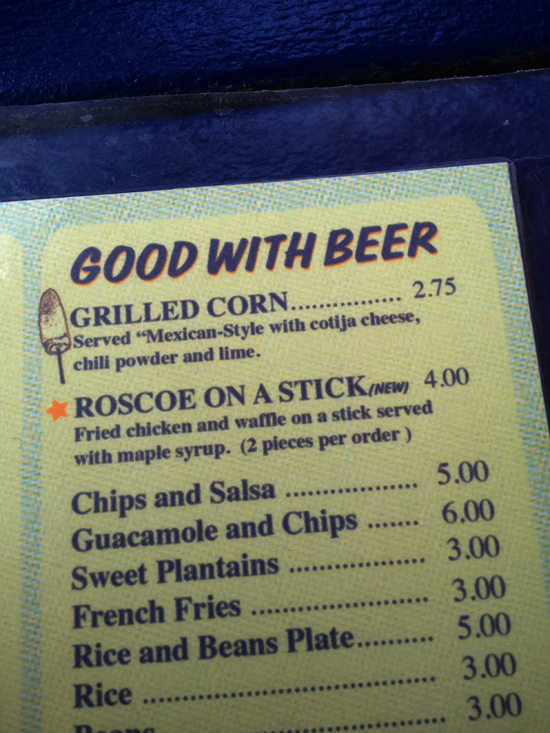 GOOD WITH BEER
GRILLED CORN................ 2.75
Served “Mexican-Style with cotija cheese,
chili powder and lime.
ROSCOE ON A STICK(NEW) 4.00
Fried chicken and waffle on a stick served
with maple syrup. (2 pieces per order )
Chips and Salsa .................. 5.00
Guacamole and Chips ....... 6.00
Sweet Plantains .................. 3.00
French Fries ........................ 3.00
Rice and Beans Plate.......... 5.00
Rice ...................................... 3.00
Beans .................................... 3.00